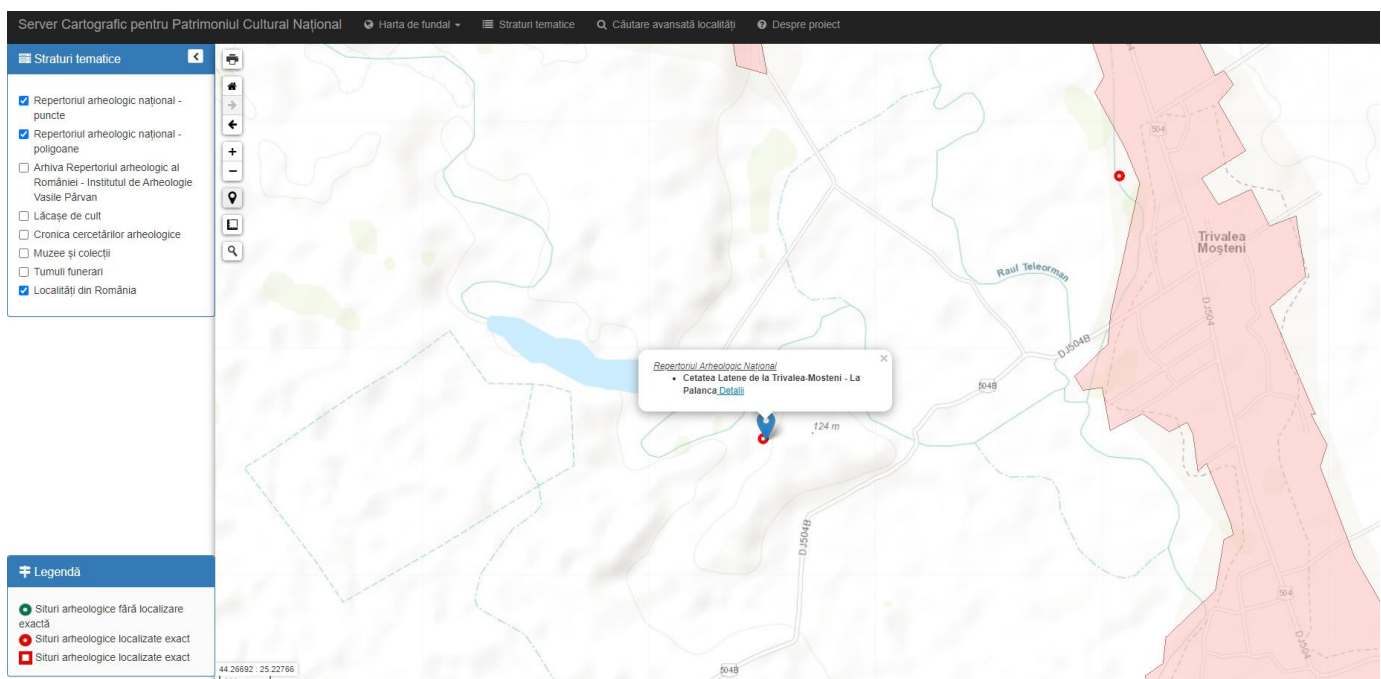 Server Cartografic pentru Patrimoniul Cultural Național
Harta de fundal
Straturi tematice
Căutare avansată localități
Despre proiect
Straturi tematice
Repertoriul arheologic național -
puncte
Repertoriul arheologic național -
poligoane
Arhiva Repertoriul arheologic al
României - Institutul de Arheologie
Vasile Pârvan
Lăcașe de cult
Cronica cercetărilor arheologice
Muzee și colecții
Tumuli funerari
Localități din România
504
Trivalea
Moșteni
Raul Teleorman
DJ504
DJ504B
504B
Repertoriul Arheologic Național
Cetatea Latene de la Trivalea-Mosteni - La
Palanca Detalii
124 m
DJ504B
504
DJ504
504B
Legendă
Situri arheologice fără localizare
exactă
Situri arheologice localizate exact
Situri arheologice localizate exact
44.26692 : 25.22766